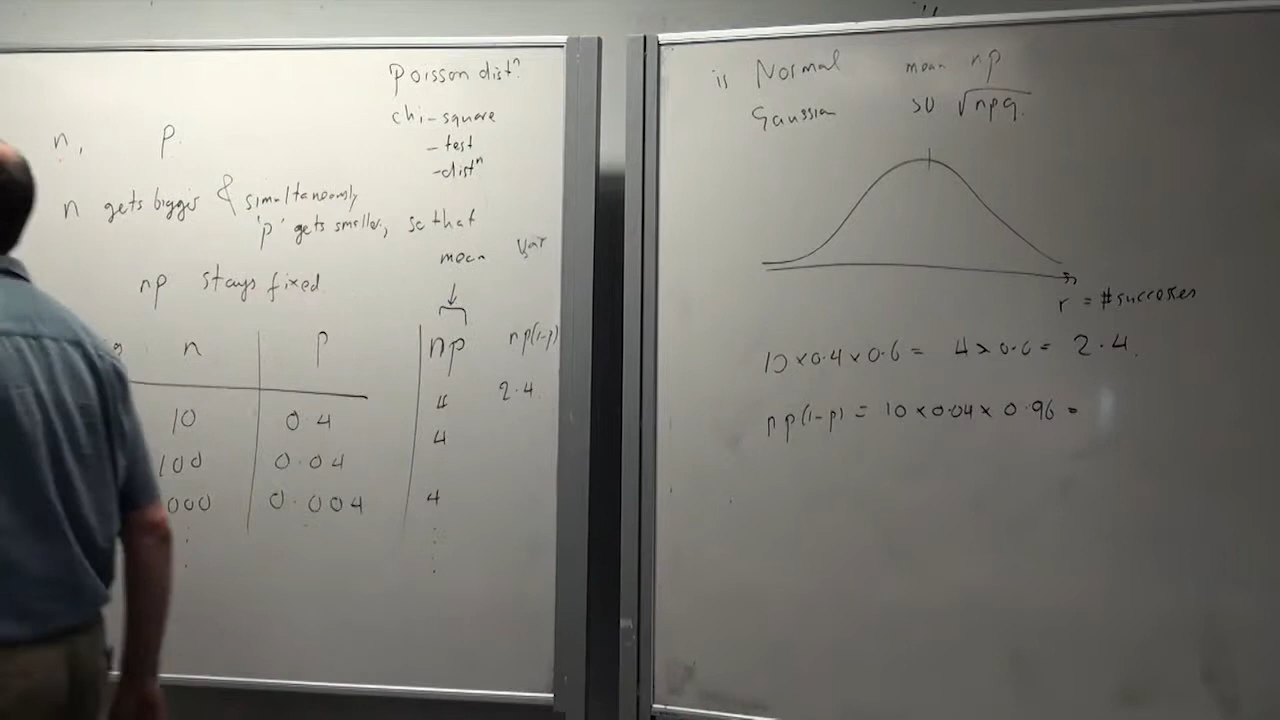 Poisson distn
chi-square
- test
- distn
n, p
n gets bigger & simultaneously
'p' gets smaller, so that
mean var
np stays fixed
n p np np(1-p)
10 0.4 4 2.4
100 0.04 4
000 0.004 4
is Normal mean np
Gaussian SD √npq
r = #successes
10 × 0.4 × 0.6 = 4 × 0.6 = 2.4
np(1-p) = 10 × 0.04 × 0.96 =